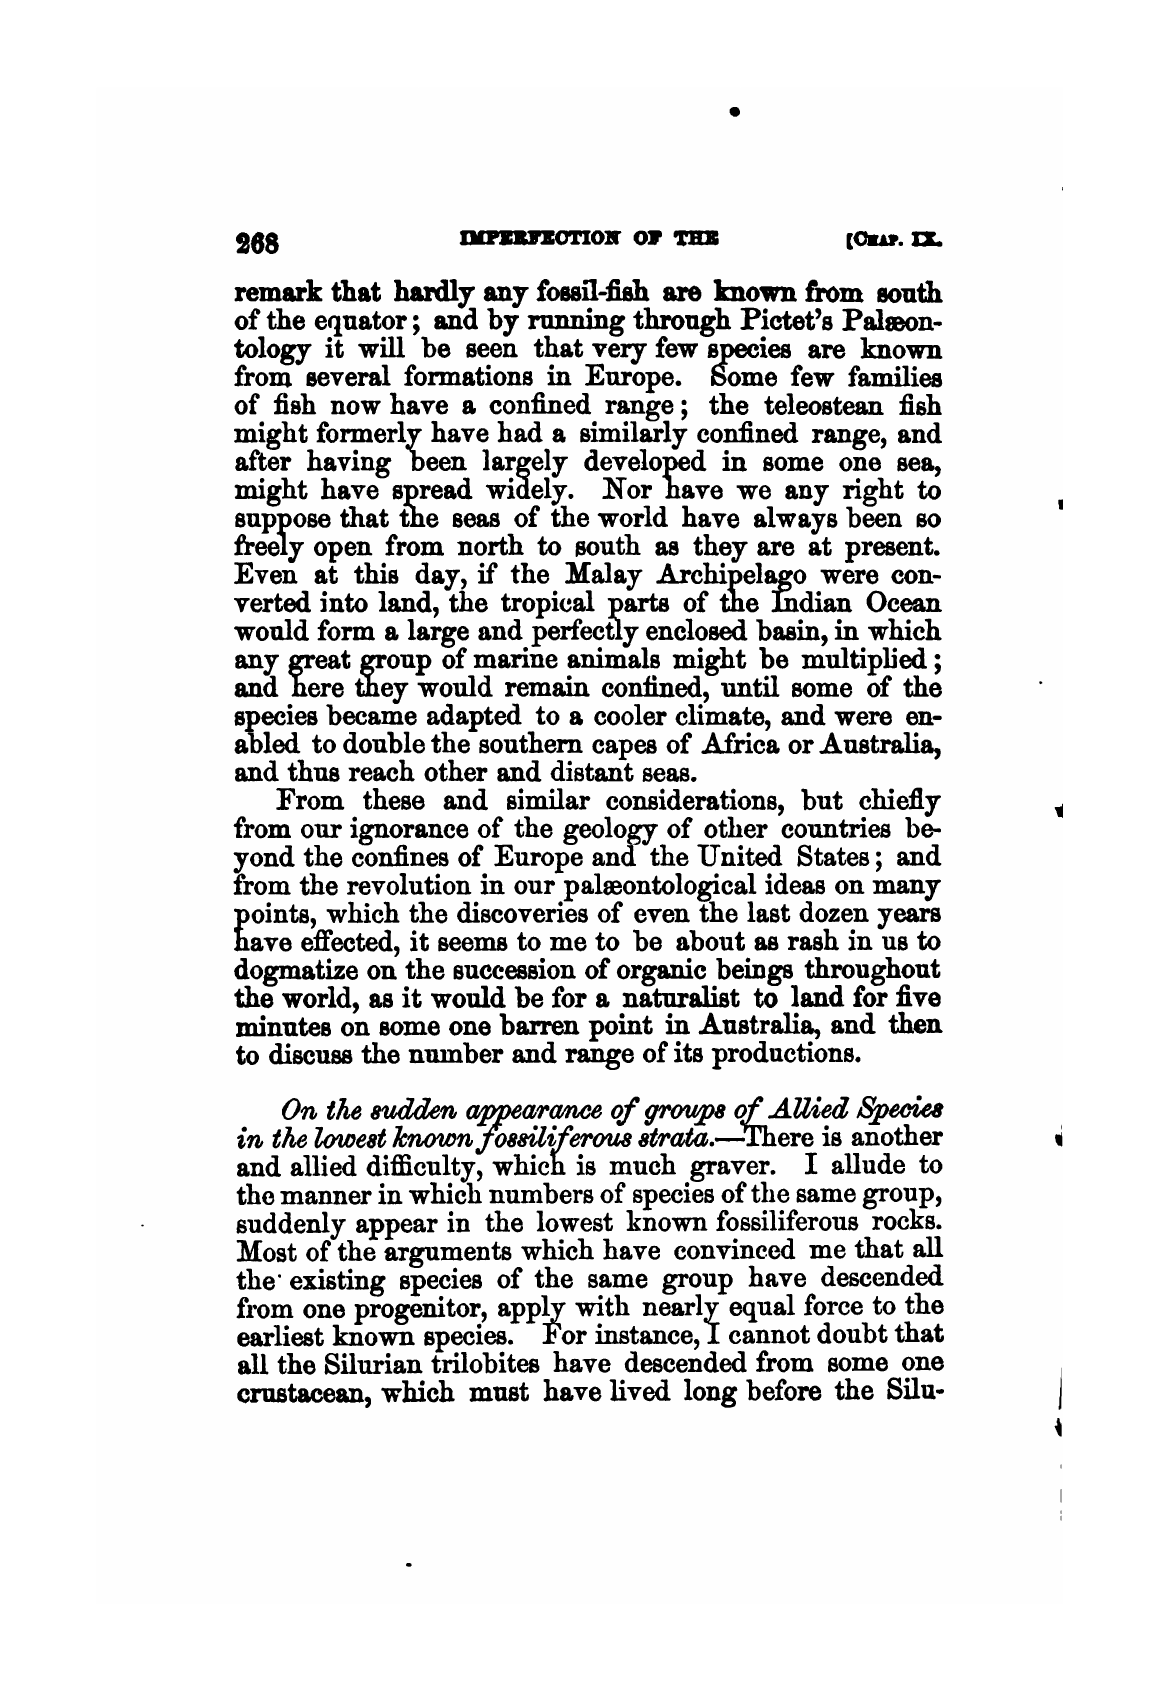 268 IMPERFECTION OF THE [CHAP. IX.
remark that hardly any fossil-fish are known from south
of the equator; and by running through Pictet's Palæon-
tology it will be seen that very few species are known
from several formations in Europe. Some few families
of fish now have a confined range; the teleostean fish
might formerly have had a similarly confined range, and
after having been largely developed in some one sea,
might have spread widely. Nor have we any right to
suppose that the seas of the world have always been so
freely open from north to south as they are at present.
Even at this day, if the Malay Archipelago were con-
verted into land, the tropical parts of the Indian Ocean
would form a large and perfectly enclosed basin, in which
any great group of marine animals might be multiplied;
and here they would remain confined, until some of the
species became adapted to a cooler climate, and were en-
abled to double the southern capes of Africa or Australia,
and thus reach other and distant seas.
From these and similar considerations, but chiefly
from our ignorance of the geology of other countries be-
yond the confines of Europe and the United States; and
from the revolution in our palæontological ideas on many
points, which the discoveries of even the last dozen years
have effected, it seems to me to be about as rash in us to
dogmatize on the succession of organic beings throughout
the world, as it would be for a naturalist to land for five
minutes on some one barren point in Australia, and then
to discuss the number and range of its productions.
On the sudden appearance of groups of Allied Species
in the lowest known fossiliferous strata.—There is another
and allied difficulty, which is much graver. I allude to
the manner in which numbers of species of the same group,
suddenly appear in the lowest known fossiliferous rocks.
Most of the arguments which have convinced me that all
the existing species of the same group have descended
from one progenitor, apply with nearly equal force to the
earliest known species. For instance, I cannot doubt that
all the Silurian trilobites have descended from some one
crustacean, which must have lived long before the Silu-